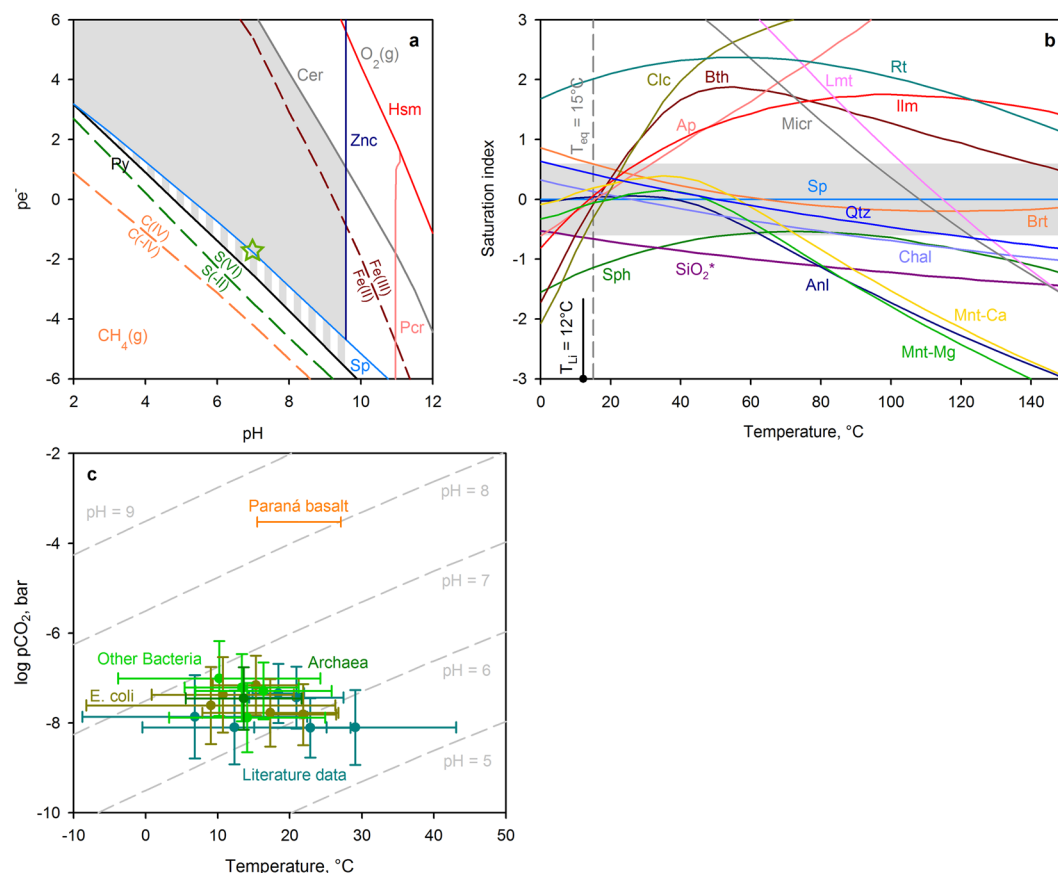 a
6
4
2
0
-2
-4
-6
pe-
2
4
6
8
10
12
pH
O2(g)
Cer
Hsm
Znc
Ry
C(IV)
C(-IV)
S(VI)
S(-II)
Fe(III)
Fe(II)
CH4(g)
Sp
Pcr
b
3
2
1
0
-1
-2
-3
Saturation index
0
20
40
60
80
100
120
140
Temperature, °C
Teq = 15°C
TLi = 12°C
Clc
Bth
Lmt
Rt
Ilm
Ap
Micr
Sp
Qtz
Brt
Chal
Sph
SiO2*
Anl
Mnt-Ca
Mnt-Mg
c
-2
-4
-6
-8
-10
log pCO2, bar
-10
0
10
20
30
40
50
Temperature, °C
Paraná basalt
pH = 9
pH = 8
pH = 7
pH = 6
pH = 5
Other Bacteria
Archaea
E. coli
Literature data